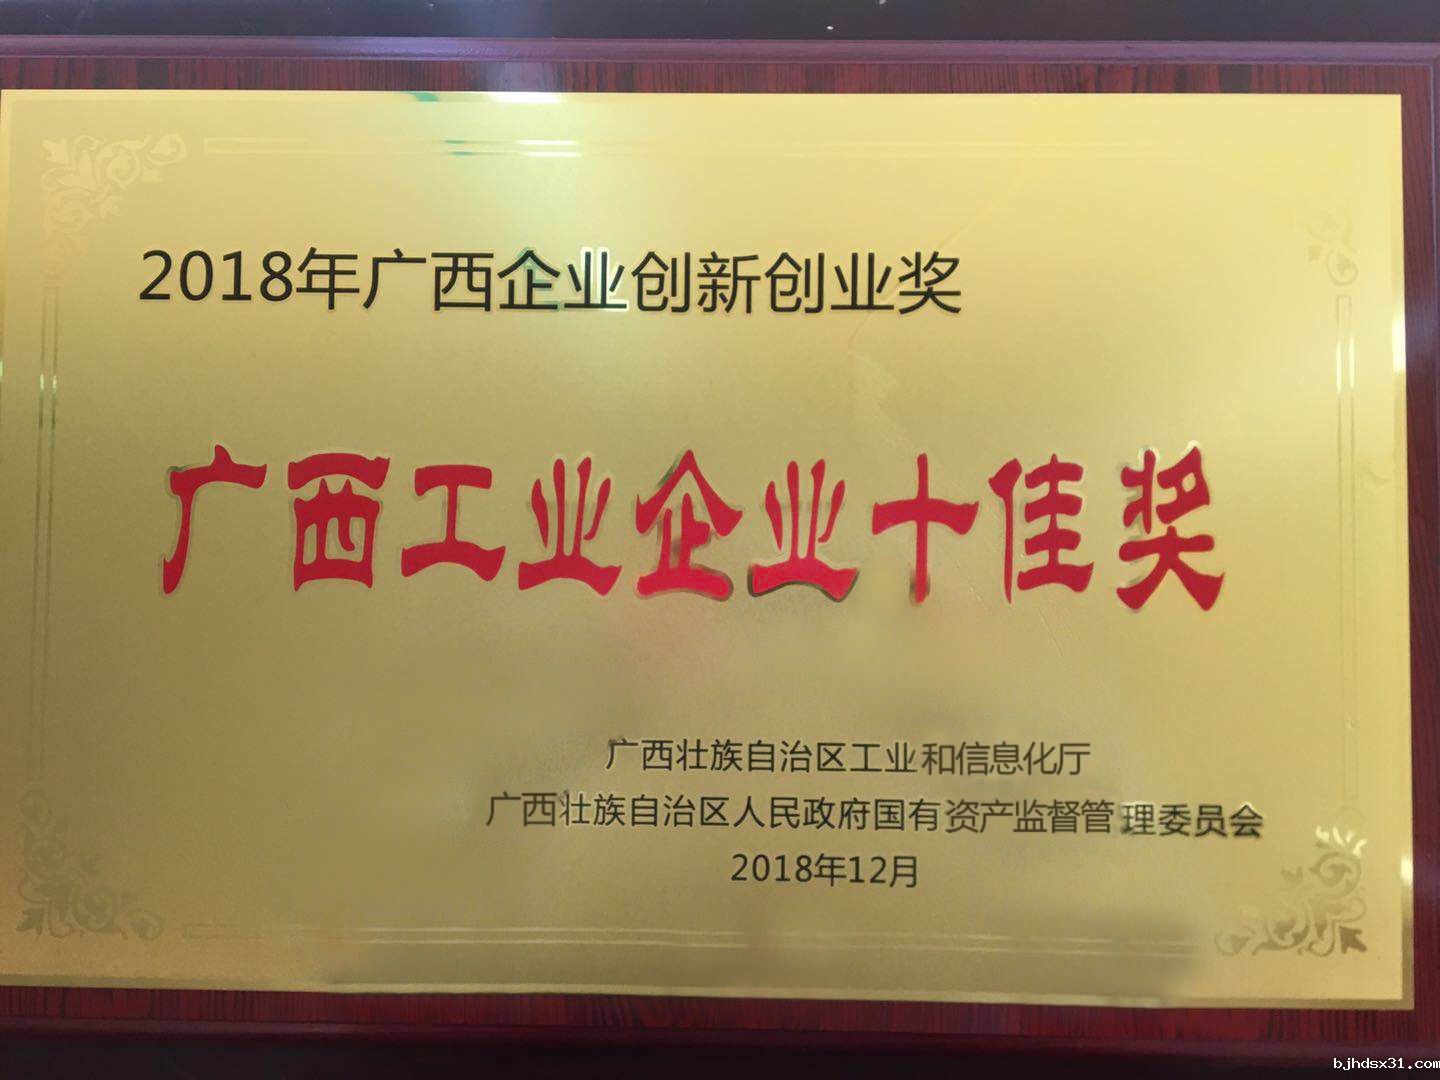 2018年广西企业创新创业奖
广西工业企业十佳奖
广西壮族自治区工业和信息化厅
广西壮族自治区人民政府国有资产监督管理委员会
2018年12月
bjhdsx31.com